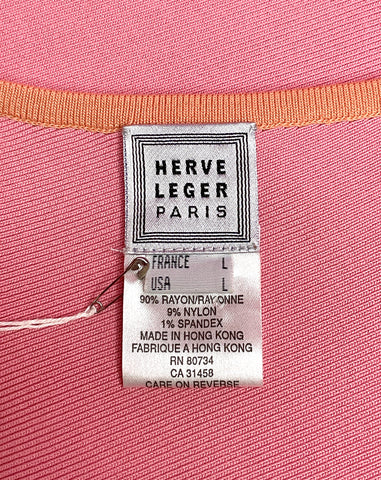 HERVE
LEGER
PARIS
FRANCE L
USA L
90% RAYON/RAYONNE
9% NYLON
1% SPANDEX
MADE IN HONG KONG
FABRIQUE A HONG KONG
RN 80734
CA 31458
CARE ON REVERSE